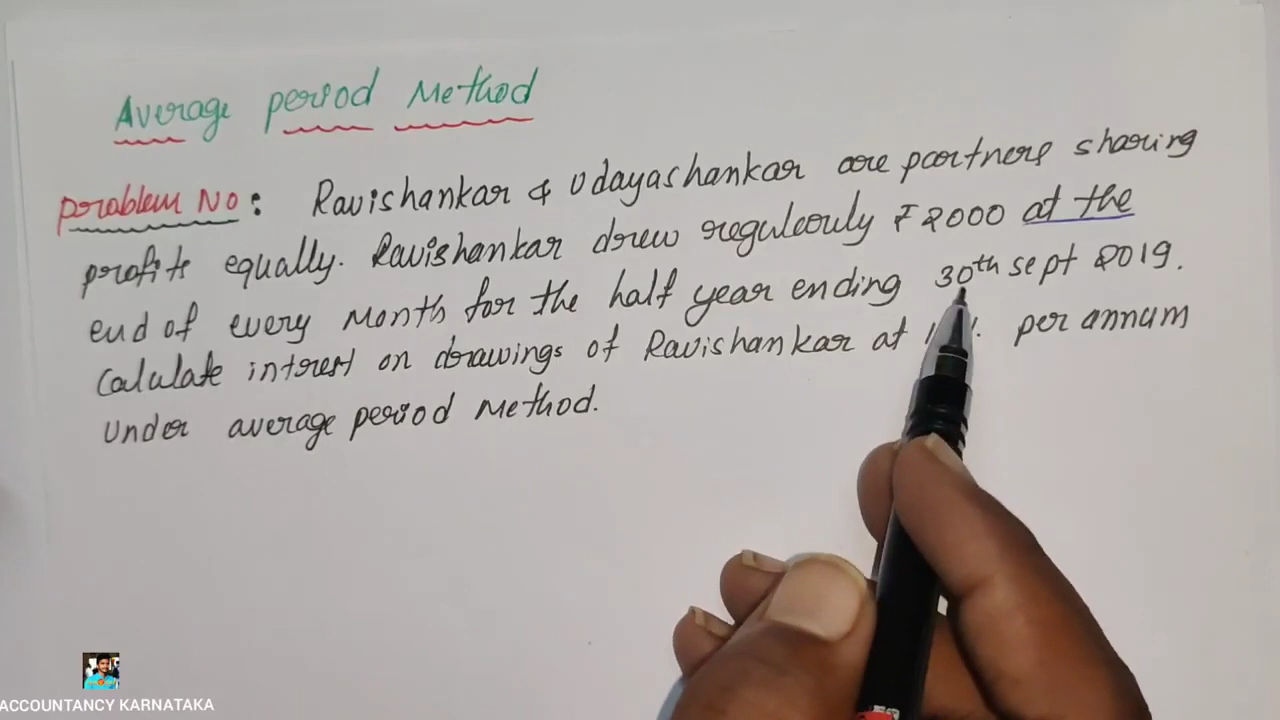 Average period Method
problem No: Ravishankar & Udayashankar are partners sharing
profits equally. Ravishankar drew regularly ₹ 2000 at the
end of every Month for the half year ending 30th sept 2019.
Calulate interest on drawings of Ravishankar at per annum
Under average period Method.
ACCOUNTANCY KARNATAKA